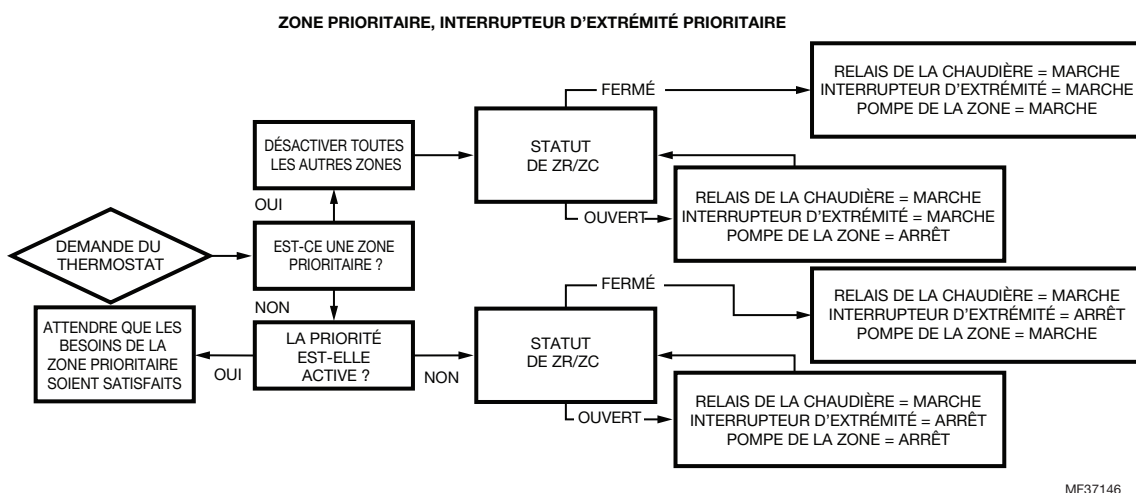 ZONE PRIORITAIRE, INTERRUPTEUR D'EXTRÉMITÉ PRIORITAIRE
DEMANDE DU
THERMOSTAT
EST-CE UNE ZONE
PRIORITAIRE ?
OUI
DÉSACTIVER TOUTES
LES AUTRES ZONES
STATUT
DE ZR/ZC
FERMÉ
RELAIS DE LA CHAUDIÈRE = MARCHE
INTERRUPTEUR D'EXTRÉMITÉ = MARCHE
POMPE DE LA ZONE = MARCHE
OUVERT
RELAIS DE LA CHAUDIÈRE = MARCHE
INTERRUPTEUR D'EXTRÉMITÉ = MARCHE
POMPE DE LA ZONE = ARRÊT
NON
LA PRIORITÉ
EST-ELLE
ACTIVE ?
OUI
ATTENDRE QUE LES
BESOINS DE LA
ZONE PRIORITAIRE
SOIENT SATISFAITS
NON
STATUT
DE ZR/ZC
FERMÉ
RELAIS DE LA CHAUDIÈRE = MARCHE
INTERRUPTEUR D'EXTRÉMITÉ = ARRÊT
POMPE DE LA ZONE = MARCHE
OUVERT
RELAIS DE LA CHAUDIÈRE = MARCHE
INTERRUPTEUR D'EXTRÉMITÉ = ARRÊT
POMPE DE LA ZONE = ARRÊT
MF37146